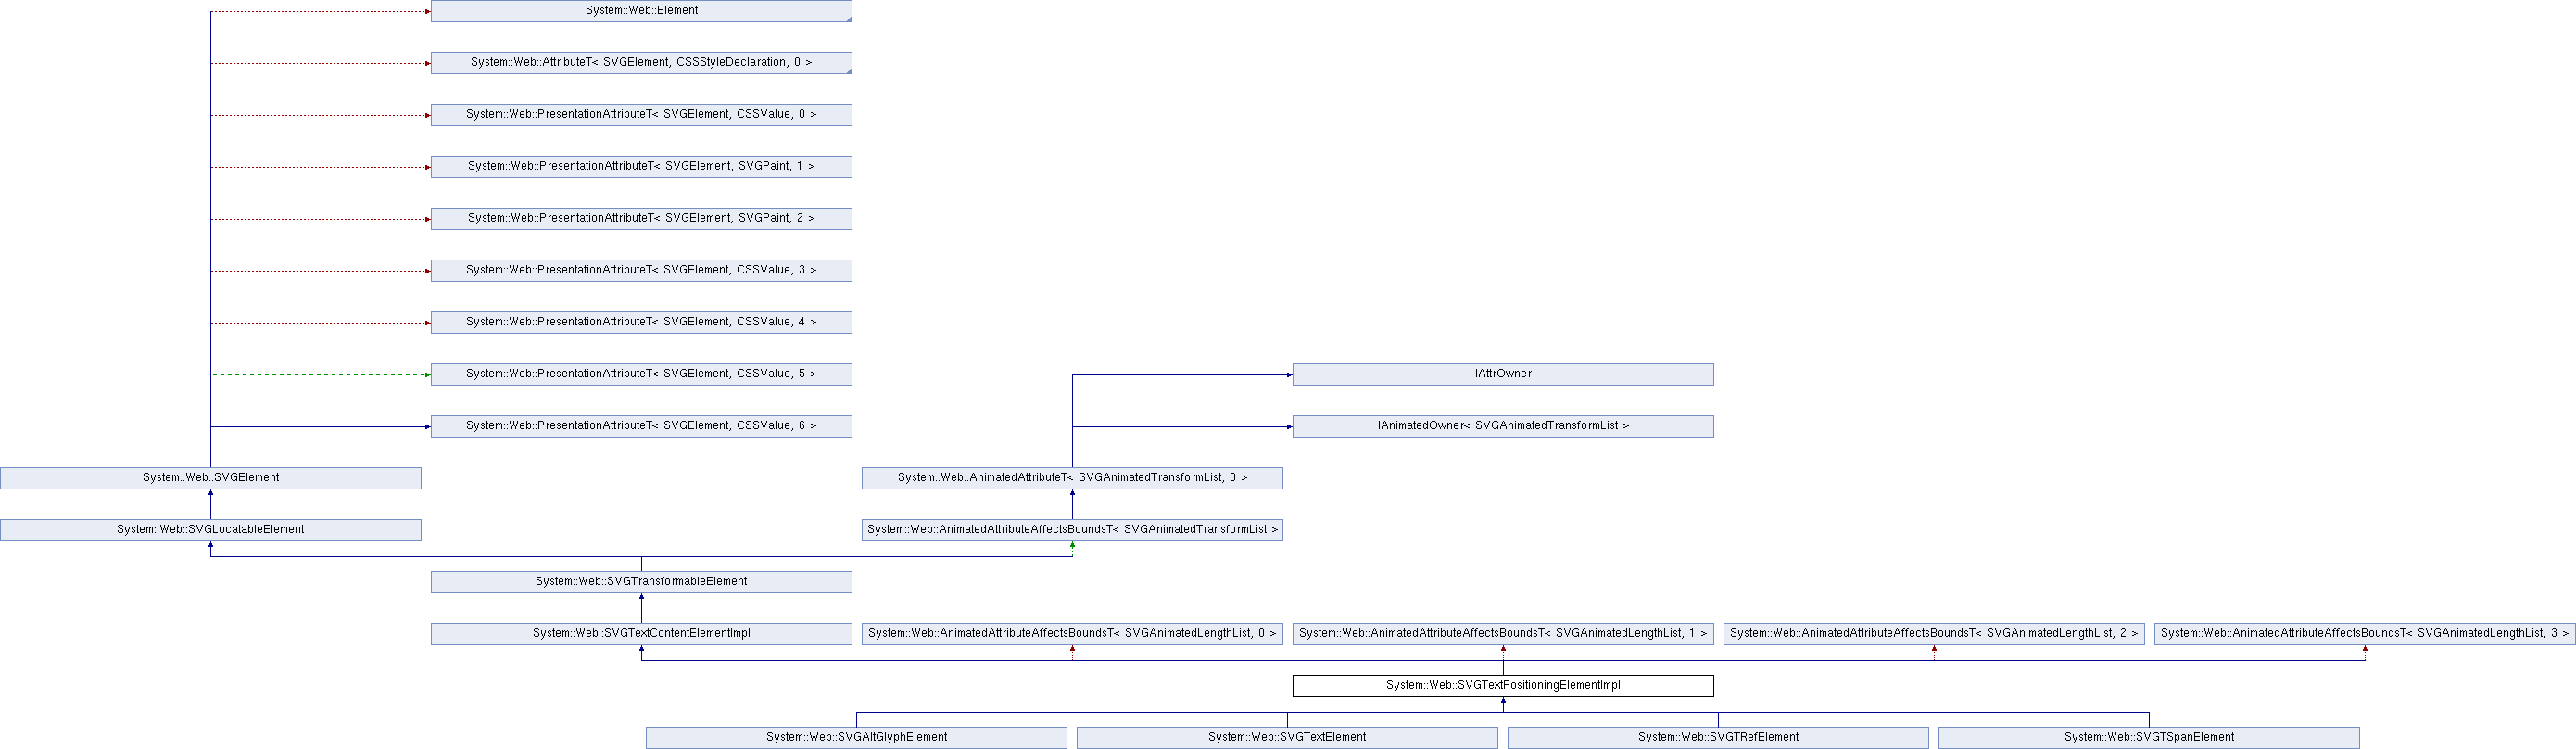 System::Web::Element
System::Web::AttributeT< SVGElement, CSSStyleDeclaration, 0 >
System::Web::PresentationAttributeT< SVGElement, CSSValue, 0 >
System::Web::PresentationAttributeT< SVGElement, SVGPaint, 1 >
System::Web::PresentationAttributeT< SVGElement, SVGPaint, 2 >
System::Web::PresentationAttributeT< SVGElement, CSSValue, 3 >
System::Web::PresentationAttributeT< SVGElement, CSSValue, 4 >
System::Web::PresentationAttributeT< SVGElement, CSSValue, 5 >
IAttrOwner
System::Web::PresentationAttributeT< SVGElement, CSSValue, 6 >
IAnimatedOwner< SVGAnimatedTransformList >
System::Web::SVGElement
System::Web::AnimatedAttributeT< SVGAnimatedTransformList, 0 >
System::Web::SVGLocatableElement
System::Web::AnimatedAttributeAffectsBoundsT< SVGAnimatedTransformList >
System::Web::SVGTransformableElement
System::Web::SVGTextContentElementImpl
System::Web::AnimatedAttributeAffectsBoundsT< SVGAnimatedLengthList, 0 >
System::Web::AnimatedAttributeAffectsBoundsT< SVGAnimatedLengthList, 1 >
System::Web::AnimatedAttributeAffectsBoundsT< SVGAnimatedLengthList, 2 >
System::Web::AnimatedAttributeAffectsBoundsT< SVGAnimatedLengthList, 3 >
System::Web::SVGTextPositioningElementImpl
System::Web::SVGAltGlyphElement
System::Web::SVGTextElement
System::Web::SVGTRefElement
System::Web::SVGTSpanElement